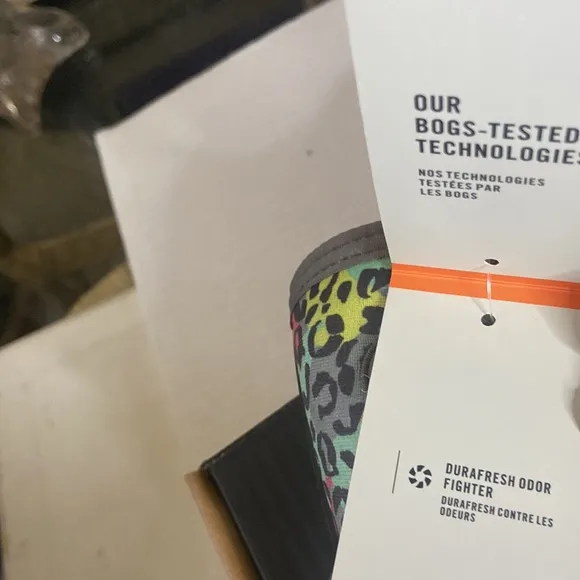 OUR
BOGS-TESTED
TECHNOLOGIES
NOS TECHNOLOGIES
TESTÉES PAR
LES BOGS
DURAFRESH ODOR
FIGHTER
DURAFRESH CONTRE LES
ODEURS